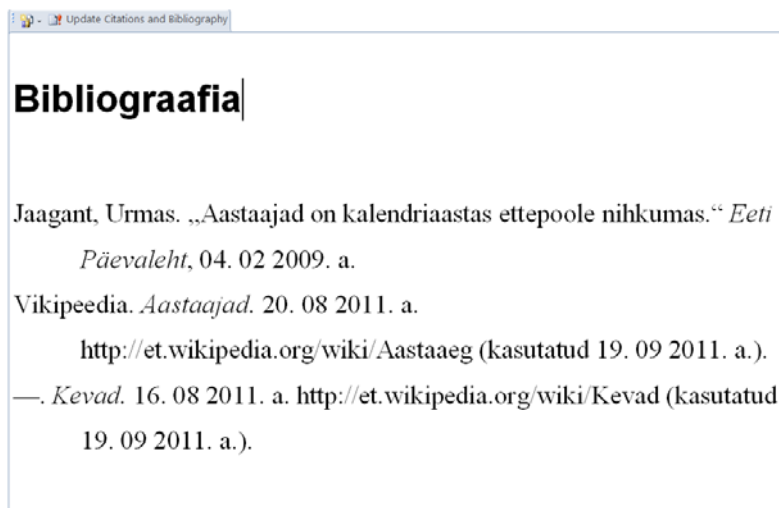 Update Citations and Bibliography
Bibliograafia
Jaagant, Urmas. „Aastaajad on kalendriaastas ettepoole nihkumas.“ Eeti
Päevaleht, 04. 02 2009. a.
Vikipeedia. Aastaajad. 20. 08 2011. a.
http://et.wikipedia.org/wiki/Aastaaeg (kasutatud 19. 09 2011. a.).
—. Kevad. 16. 08 2011. a. http://et.wikipedia.org/wiki/Kevad (kasutatud
19. 09 2011. a.).